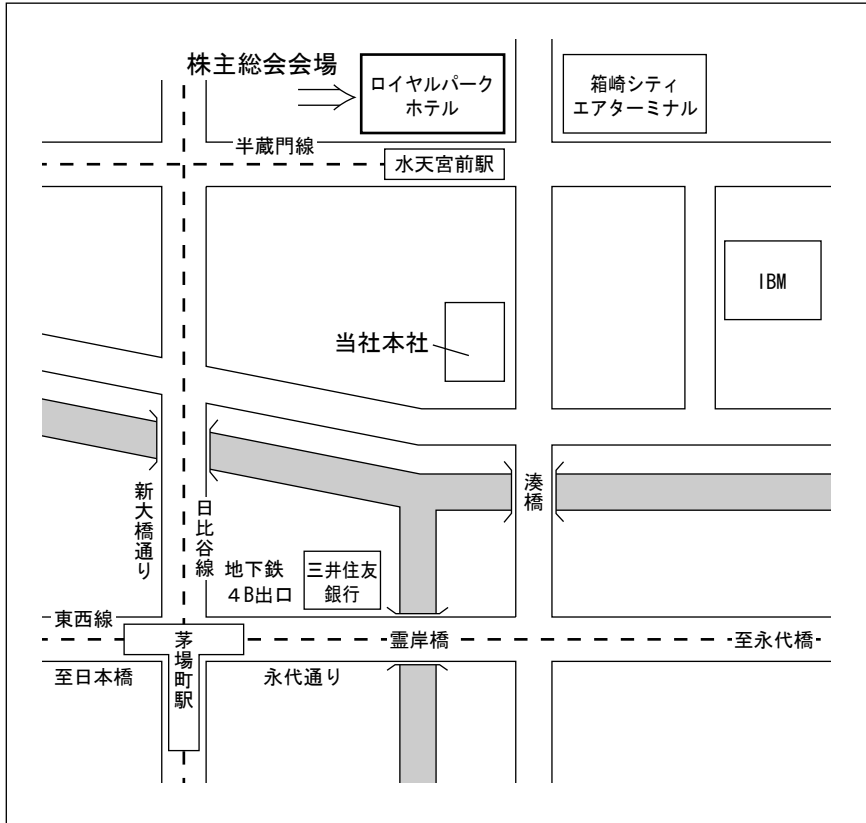 株主総会会場
ロイヤルパーク
ホテル
箱崎シティ
エアターミナル
半蔵門線
水天宮前駅
IBM
当社本社
新大橋通り
日比谷線
湊橋
地下鉄
4B出口
三井住友
銀行
東西線
茅場町駅
霊岸橋
至永代橋
至日本橋
永代通り